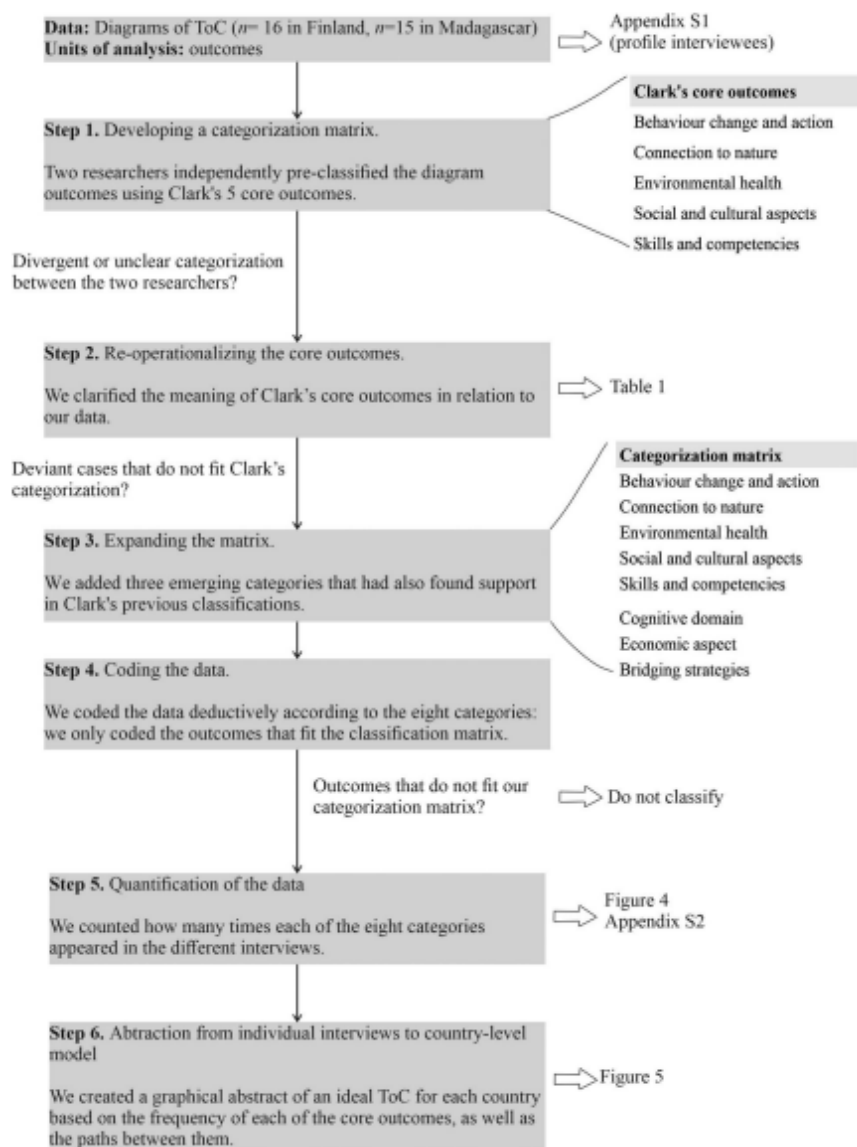 Data: Diagrams of ToC (n= 16 in Finland, n=15 in Madagascar)
Units of analysis: outcomes
Appendix S1
(profile interviewees)
Step 1. Developing a categorization matrix.
Two researchers independently pre-classified the diagram
outcomes using Clark's 5 core outcomes.
Clark's core outcomes
Behaviour change and action
Connection to nature
Environmental health
Social and cultural aspects
Skills and competencies
Divergent or unclear categorization
between the two researchers?
Step 2. Re-operationalizing the core outcomes.
We clarified the meaning of Clark's core outcomes in relation to
our data.
Table 1
Deviant cases that do not fit Clark's
categorization?
Step 3. Expanding the matrix.
We added three emerging categories that had also found support
in Clark's previous classifications.
Categorization matrix
Behaviour change and action
Connection to nature
Environmental health
Social and cultural aspects
Skills and competencies
Cognitive domain
Economic aspect
Bridging strategies
Step 4. Coding the data.
We coded the data deductively according to the eight categories:
we only coded the outcomes that fit the classification matrix.
Outcomes that do not fit our
categorization matrix?
Do not classify
Step 5. Quantification of the data
We counted how many times each of the eight categories
appeared in the different interviews.
Figure 4
Appendix S2
Step 6. Abtraction from individual interviews to country-level
model
We created a graphical abstract of an ideal ToC for each country
based on the frequency of each of the core outcomes, as well as
the paths between them.
Figure 5